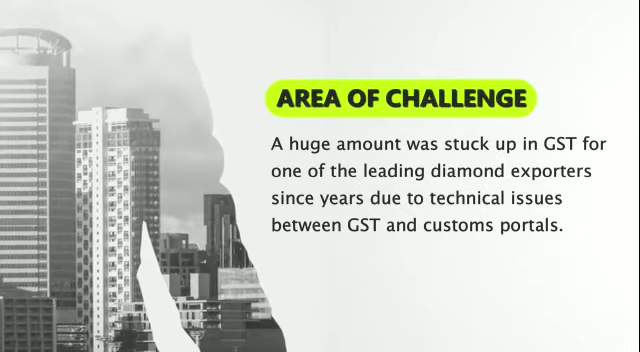 AREA OF CHALLENGE
A huge amount was stuck up in GST for
one of the leading diamond exporters
since years due to technical issues
between GST and customs portals.